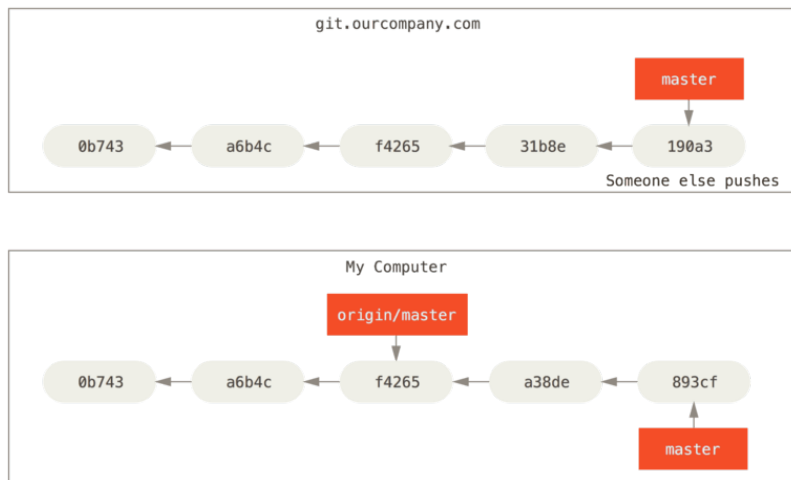 git.ourcompany.com
master
0b743 a6b4c f4265 31b8e 190a3
Someone else pushes
My Computer
origin/master
0b743 a6b4c f4265 a38de 893cf
master